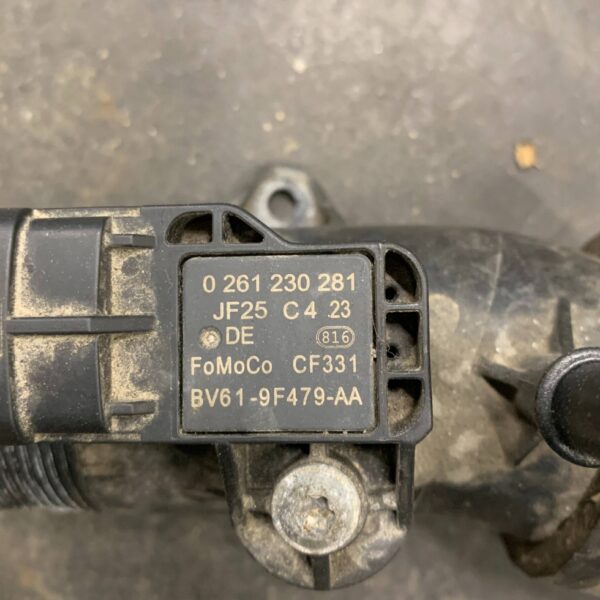 0 261 230 281
JF25 C4 23
DE 816
FoMoCo CF331
BV61-9F479-AA